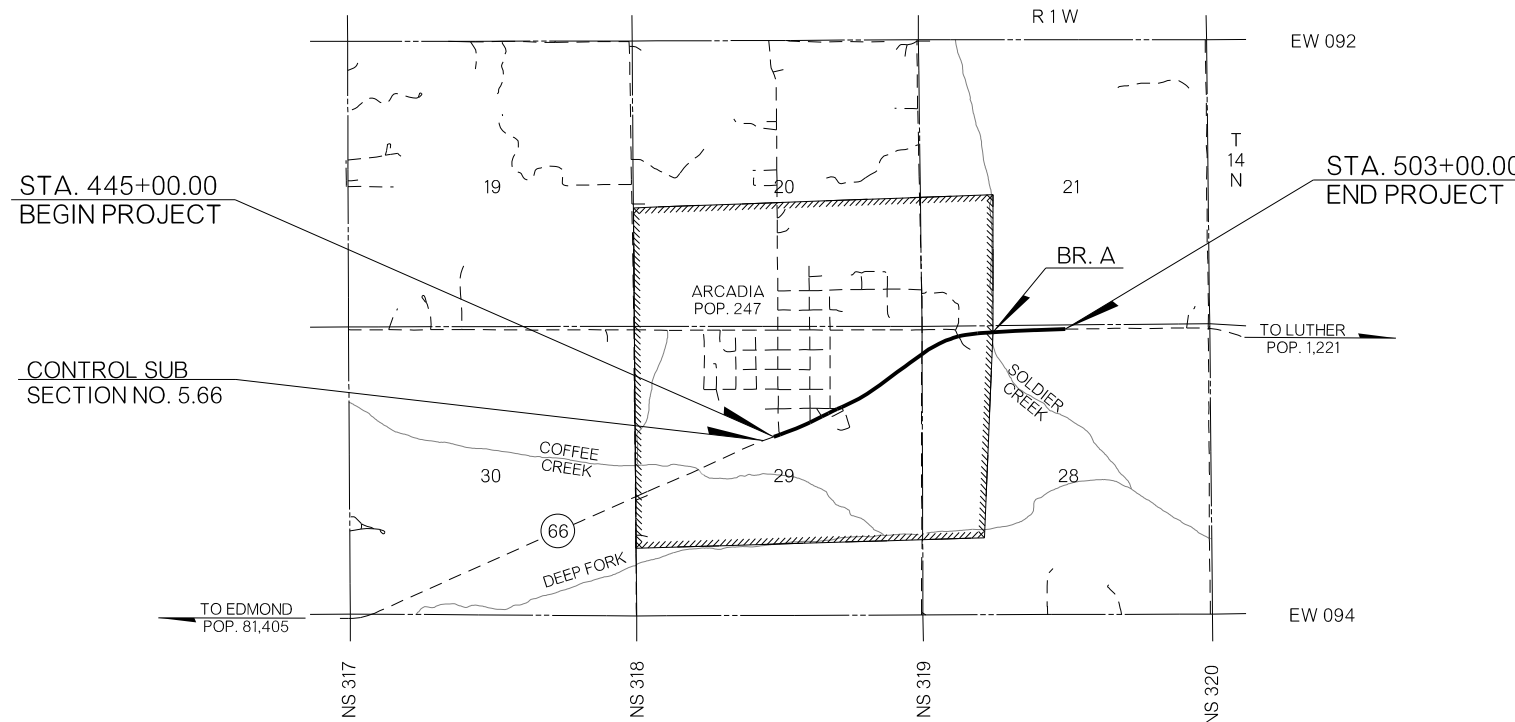 R 1 W
EW 092
T
14
N
STA. 445+00.00
BEGIN PROJECT
19
20
21
STA. 503+00.00
END PROJECT
BR. A
ARCADIA
POP. 247
TO LUTHER
POP. 1,221
CONTROL SUB
SECTION NO. 5.66
SOLDIER
CREEK
COFFEE
CREEK
30
29
28
66
DEEP FORK
TO EDMOND
POP. 81,405
EW 094
NS 317
NS 318
NS 319
NS 320